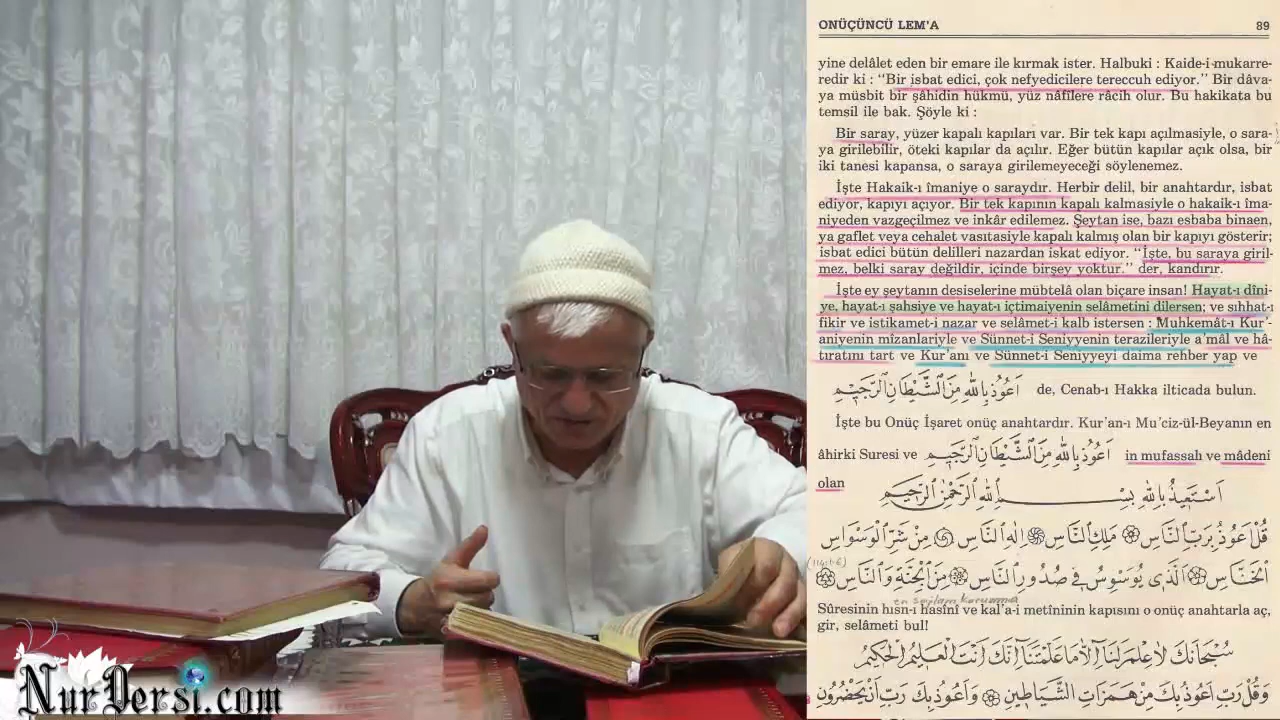 ONÜÇÜNCÜ LEM'A 89
yine delâlet eden bir emare ile kırmak ister. Halbuki : Kaide-i mukarre-
redir ki : "Bir isbat edici, çok nefyedicilere tereccuh ediyor." Bir dâva-
ya müsbit bir şâhidin hükmü, yüz nâfîlere râcih olur. Bu hakikata bu
temsil ile bak. Şöyle ki :
Bir saray, yüzer kapalı kapıları var. Bir tek kapı açılmasiyle, o sara-
ya girilebilir, öteki kapılar da açılır. Eğer bütün kapılar açık olsa, bir
iki tanesi kapansa, o saraya girilemeyeceği söylenemez.
İşte Hakaik-ı îmaniye o saraydır. Herbir delil, bir anahtardır, isbat
ediyor, kapıyı açıyor. Bir tek kapının kapalı kalmasiyle o hakaik-ı îma-
niyeden vazgeçilmez ve inkâr edilemez. Şeytan ise, bazı esbaba binaen,
ya gaflet veya cehalet vasıtasiyle kapalı kalmış olan bir kapıyı gösterir;
isbat edici bütün delilleri nazardan iskat ediyor. "İşte, bu saraya giril-
mez, belki saray değildir, içinde birşey yoktur." der, kandırır.
İşte ey şeytanın desiselerine mübtelâ olan biçare insan! Hayat-ı dînî-
ye, hayat-ı şahsiye ve hayat-ı içtimaiyenin selâmetini dilersen; ve sıhhat-ı
fikir ve istikamet-i nazar ve selâmet-i kalb istersen : Muhkemât-ı Kur'-
aniyenin mîzanlariyle ve Sünnet-i Seniyyenin terazileriyle a'mâl ve hâ-
tıratını tart ve Kur'anı ve Sünnet-i Seniyyeyi daima rehber yap ve
اَعُوذُ بِاللّٰهِ مِنَ الشَّيْطَانِ الرَّجِيمِ de, Cenab-ı Hakka ilticada bulun.
İşte bu Onüç İşaret onüç anahtardır. Kur'an-ı Mu'ciz-ül-Beyanın en
âhirki Suresi ve اَعُوذُ بِاللّٰهِ مِنَ الشَّيْطَانِ الرَّجِيمِ in mufassalı ve mâdeni
olan
اَسْتَعِيذُ بِاللّٰهِ بِسْمِ اللّٰهِ الرَّحْمٰنِ الرَّحِيمِ
قُلْ اَعُوذُ بِرَبِّ النَّاسِ مَلِكِ النَّاسِ اِلٰهِ النَّاسِ مِنْ شَرِّ الْوَسْوَاسِ
الْخَنَّاسِ الَّذِى يُوَسْوِسُ فِى صُدُورِ النَّاسِ مِنَ الْجِنَّةِ وَالنَّاسِ
en sağlam korunma
Sûresinin hısn-ı hasînî ve kal'a-i metîninin kapısını o onüç anahtarla aç,
gir, selâmeti bul!
سُبْحَانَكَ لاَ عِلْمَ لَنَا اِلاَّ مَا عَلَّمْتَنَا اِنَّكَ اَنْتَ الْعَلِيمُ الْحَكِيمُ
وَقُلْ رَبِّ اَعُوذُ بِكَ مِنْ هَمَزَاتِ الشَّيَاطِينِ وَاَعُوذُ بِكَ رَبِّ اَنْ يَحْضُرُونِ
NurDersi.com